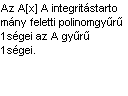 Az A[x] A integritástarto
mány feletti polinomgyűrű
1ségei az A gyűrű
1ségei.